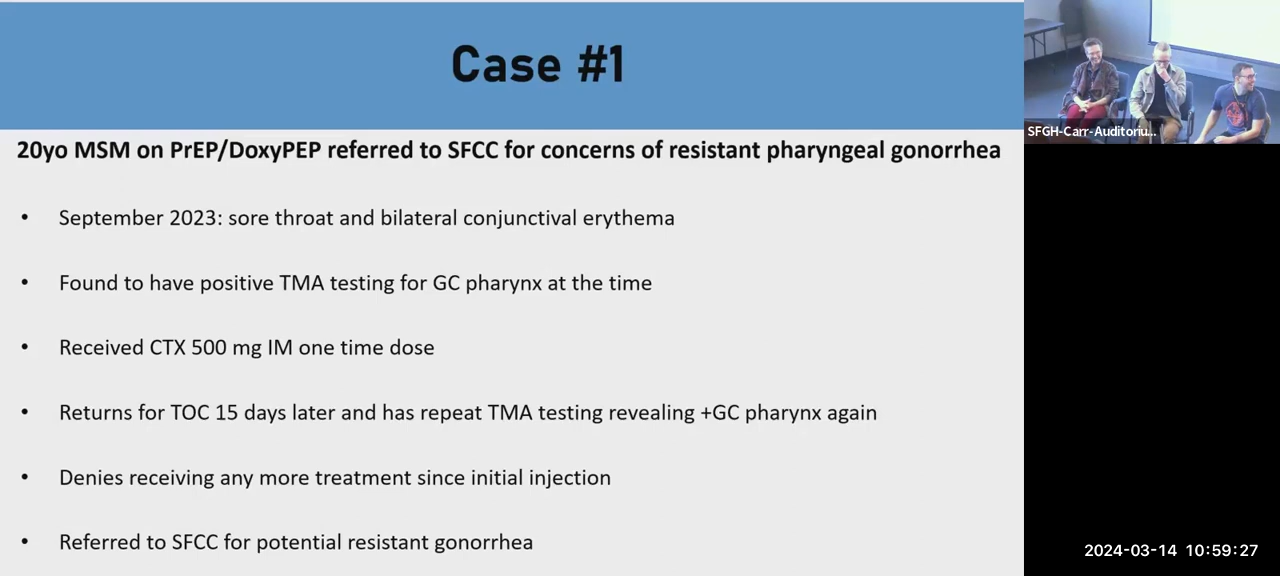 Case #1
20yo MSM on PrEP/DoxyPEP referred to SFCC for concerns of resistant pharyngeal gonorrhea
• September 2023: sore throat and bilateral conjunctival erythema
• Found to have positive TMA testing for GC pharynx at the time
• Received CTX 500 mg IM one time dose
• Returns for TOC 15 days later and has repeat TMA testing revealing +GC pharynx again
• Denies receiving any more treatment since initial injection
• Referred to SFCC for potential resistant gonorrhea
SFGH-Carr-Auditoriu...
2024-03-14 10:59:27